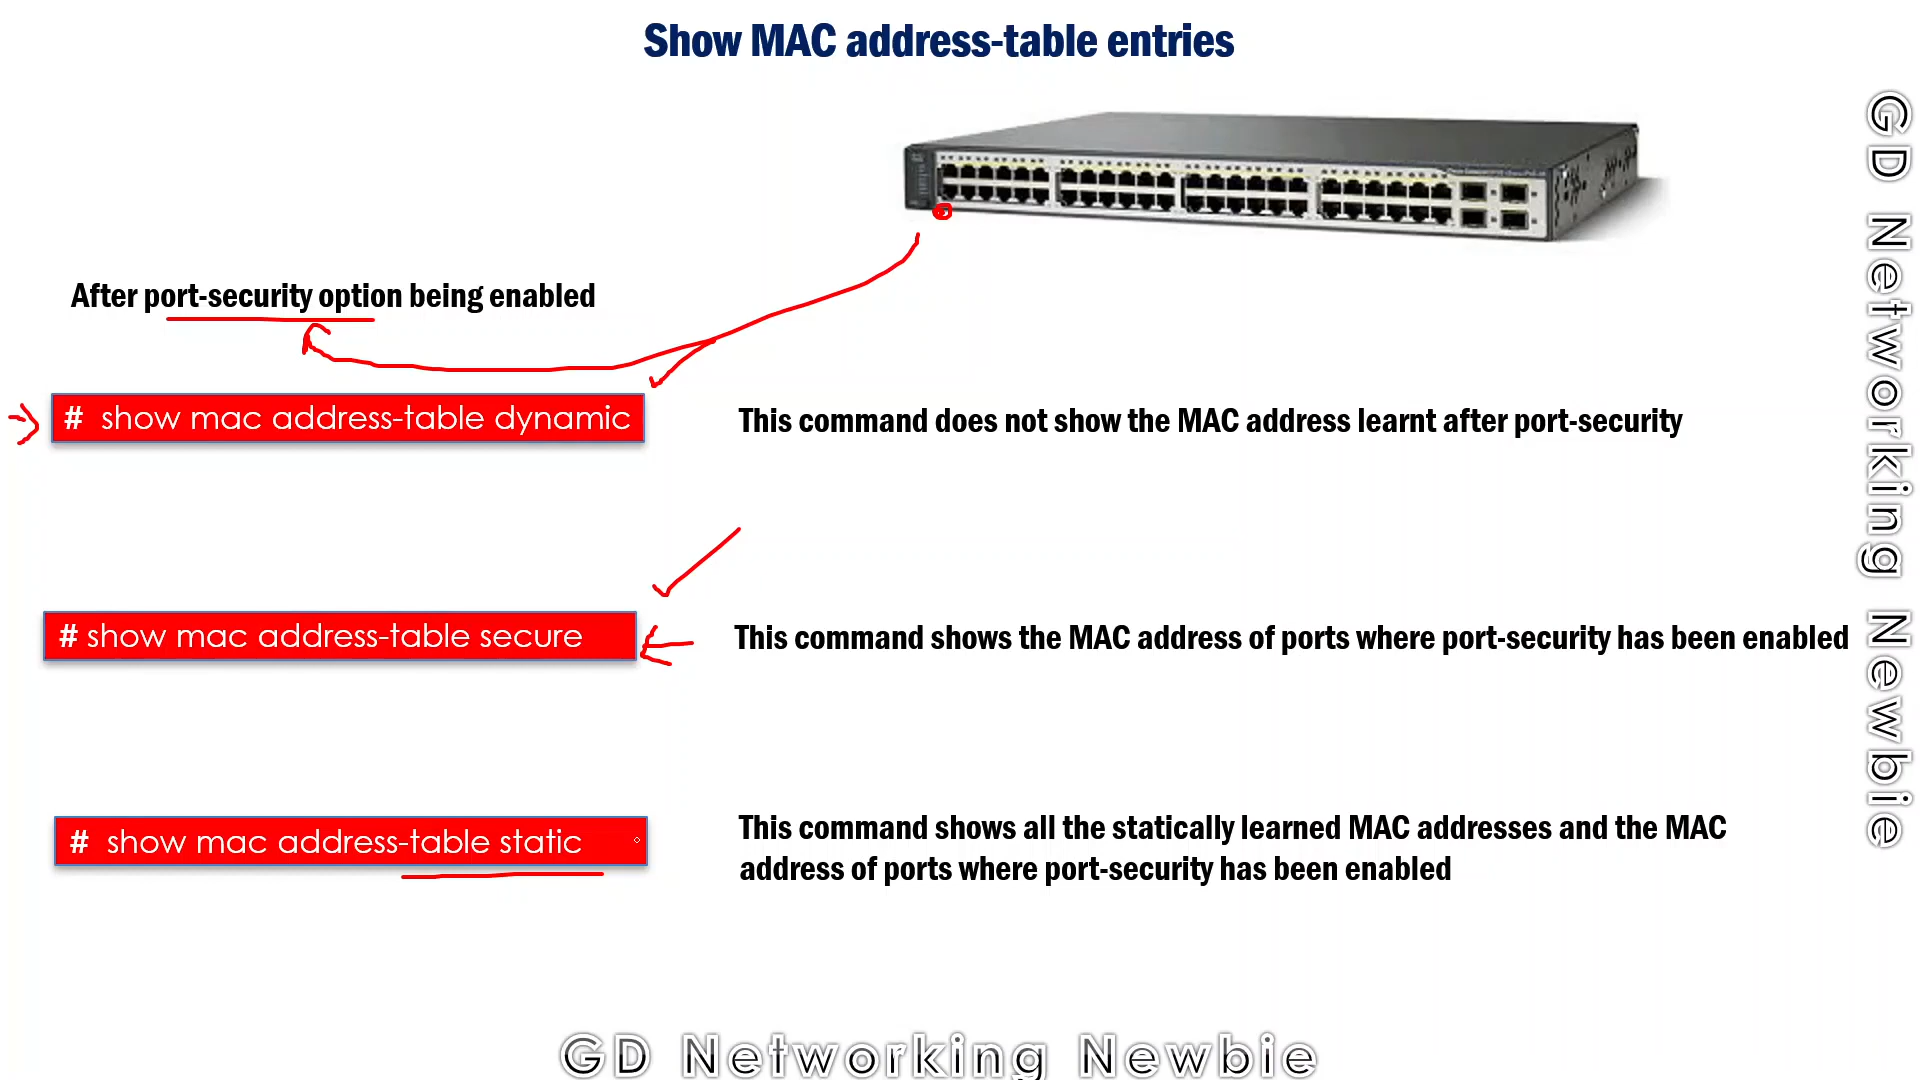 Show MAC address-table entries
After port-security option being enabled
# show mac address-table dynamic
This command does not show the MAC address learnt after port-security
# show mac address-table secure
This command shows the MAC address of ports where port-security has been enabled
# show mac address-table static
This command shows all the statically learned MAC addresses and the MAC
address of ports where port-security has been enabled
GD Networking Newbie
GD Networking Newbie